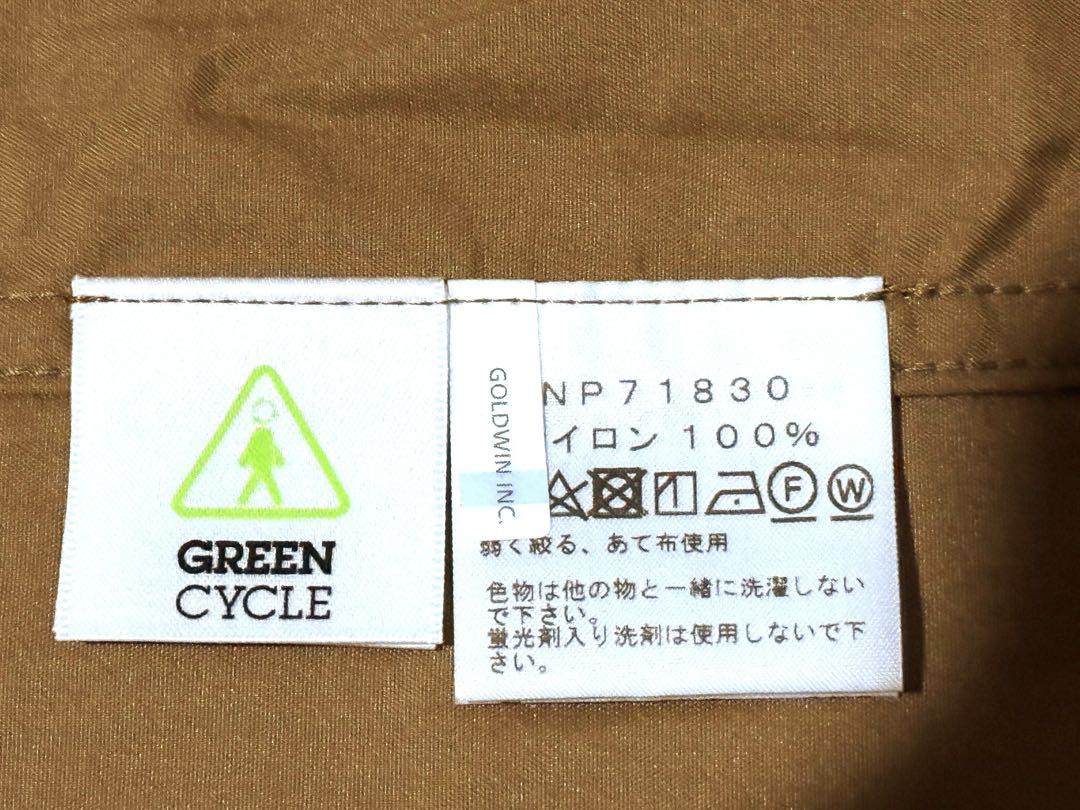 GREEN
CYCLE
GOLDWIN INC.
NP71830
イロン 100%
F W
弱く絞る、あて布使用
色物は他の物と一緒に洗濯しない
で下さい。
蛍光剤入り洗剤は使用しないで下
さい。